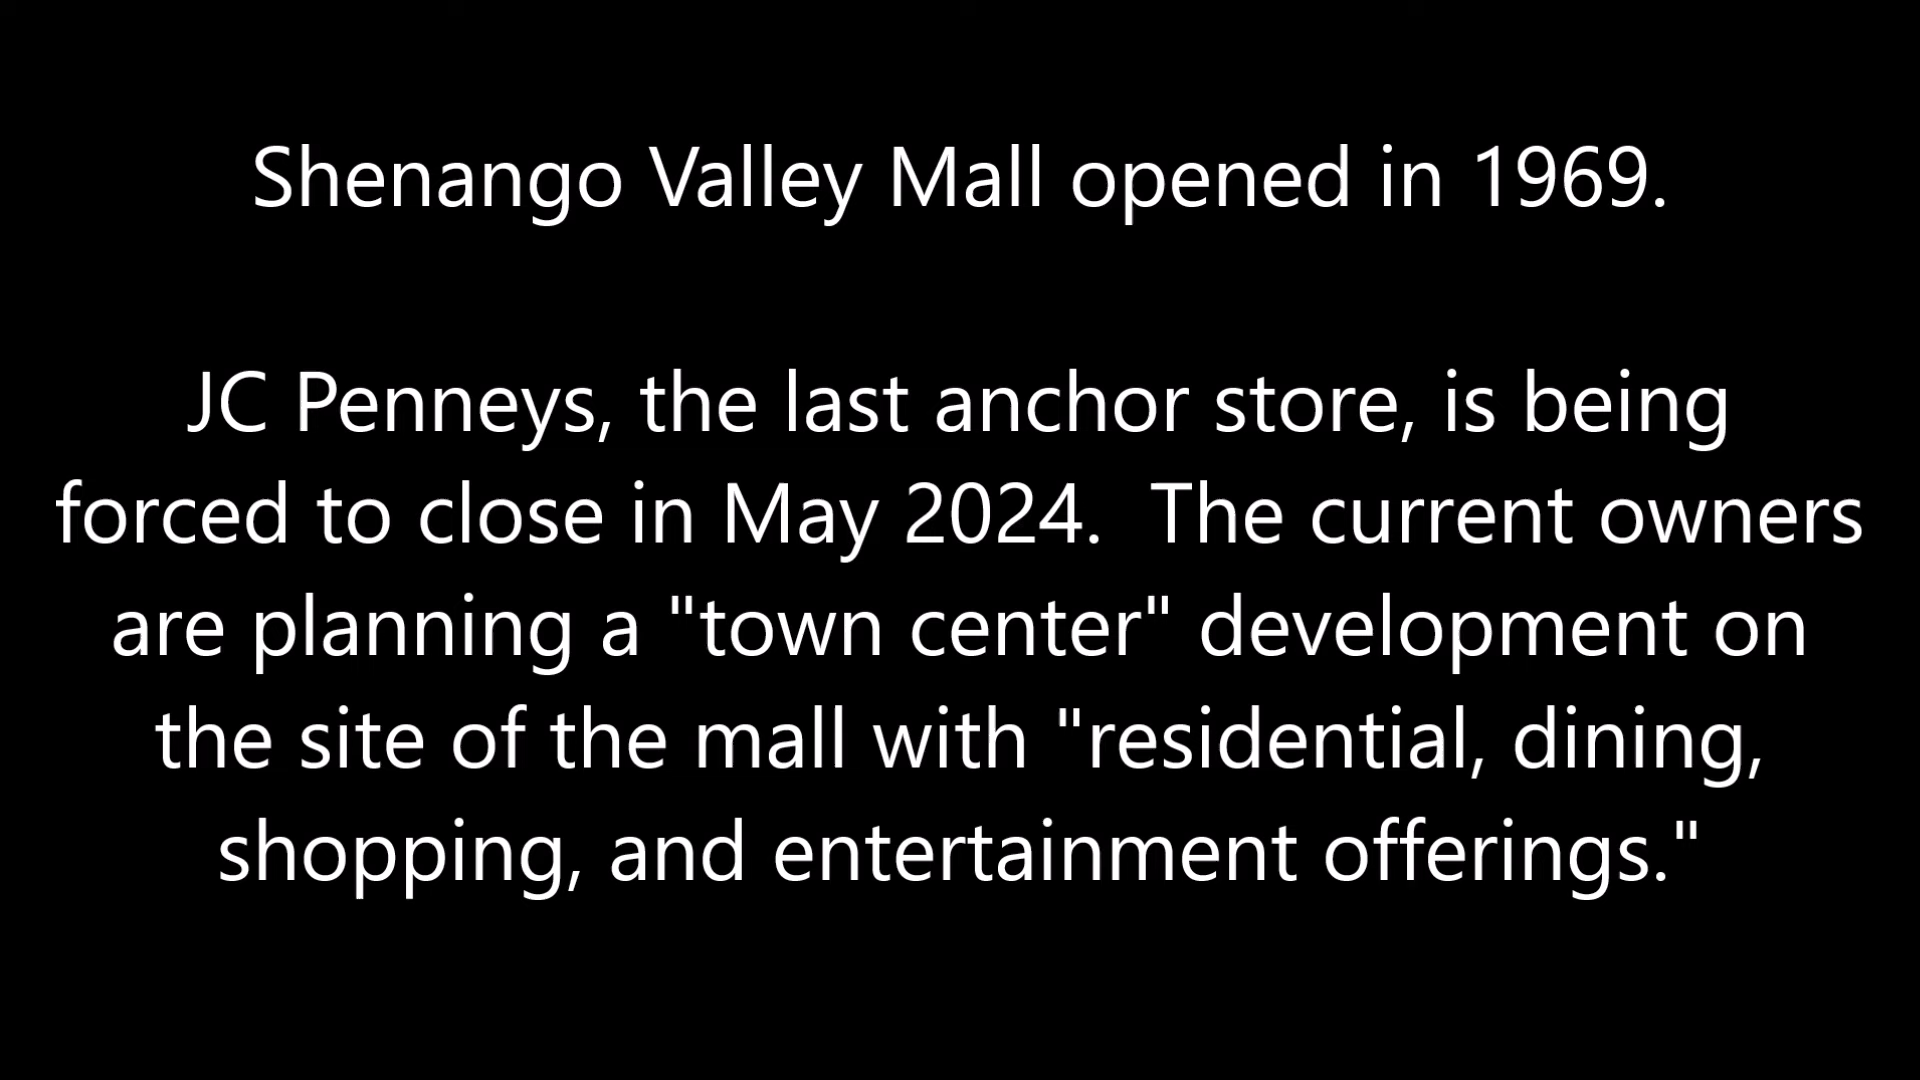 Shenango Valley Mall opened in 1969.
JC Penneys, the last anchor store, is being
forced to close in May 2024.  The current owners
are planning a "town center" development on
the site of the mall with "residential, dining,
shopping, and entertainment offerings."